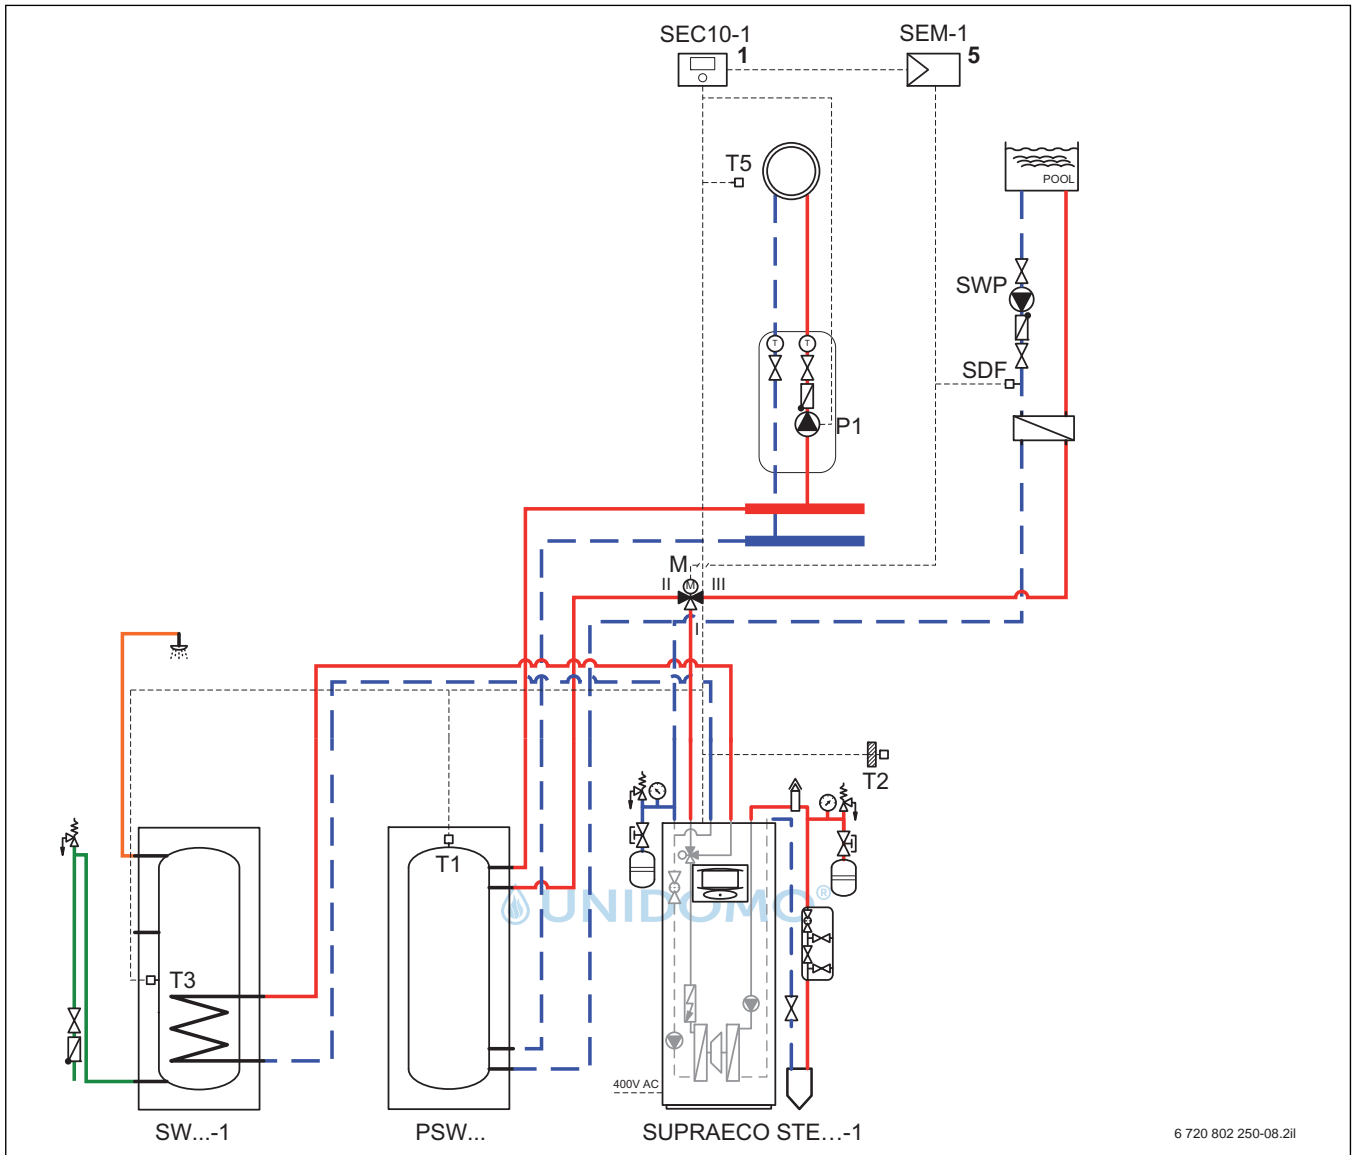 SEC10-1
1
SEM-1
5
T5
T
T
POOL
SWP
SDF
P1
M
M
II
III
I
T2
T1
T3
UNIDOMO®
400V AC
SW...-1
PSW...
SUPRAECO STE...-1
6 720 802 250-08.2il